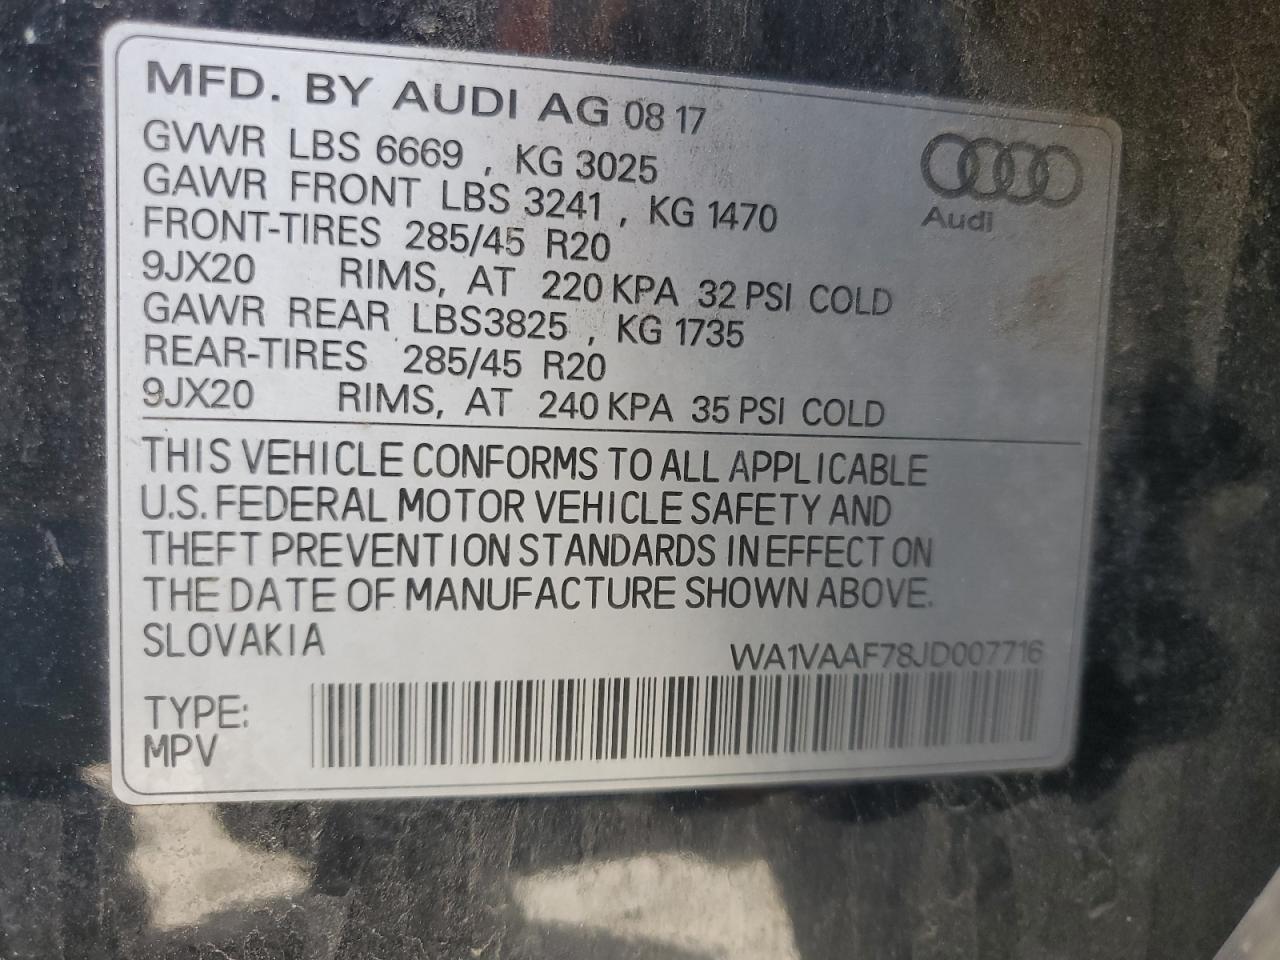 MFD. BY AUDI AG 08 17
GVWR LBS 6669 , KG 3025
GAWR FRONT LBS 3241 , KG 1470
FRONT-TIRES 285/45 R20
9JX20 RIMS, AT 220 KPA 32 PSI COLD
GAWR REAR LBS3825 , KG 1735
REAR-TIRES 285/45 R20
9JX20 RIMS, AT 240 KPA 35 PSI COLD
Audi
THIS VEHICLE CONFORMS TO ALL APPLICABLE
U.S. FEDERAL MOTOR VEHICLE SAFETY AND
THEFT PREVENTION STANDARDS IN EFFECT ON
THE DATE OF MANUFACTURE SHOWN ABOVE.
SLOVAKIA
WA1VAAF78JD007716
TYPE:
MPV